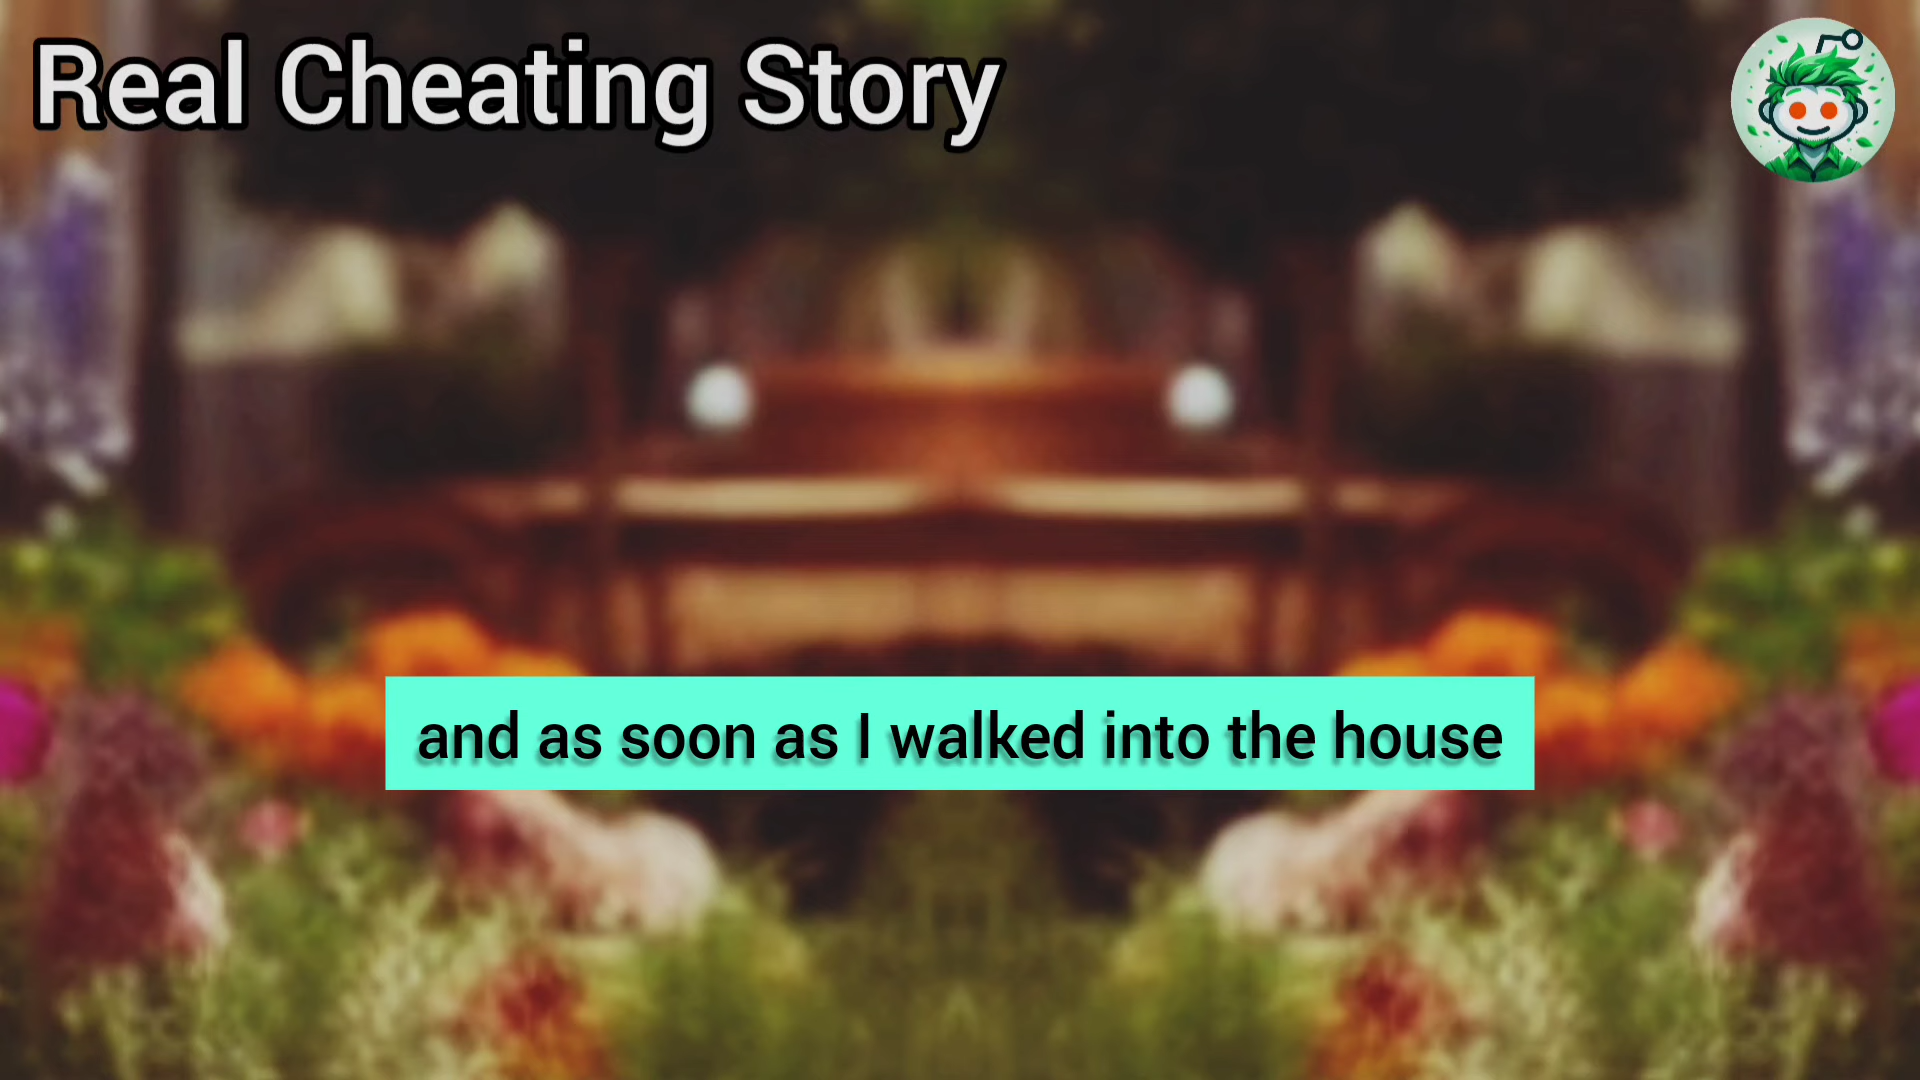 Real Cheating Story
and as soon as I walked into the house